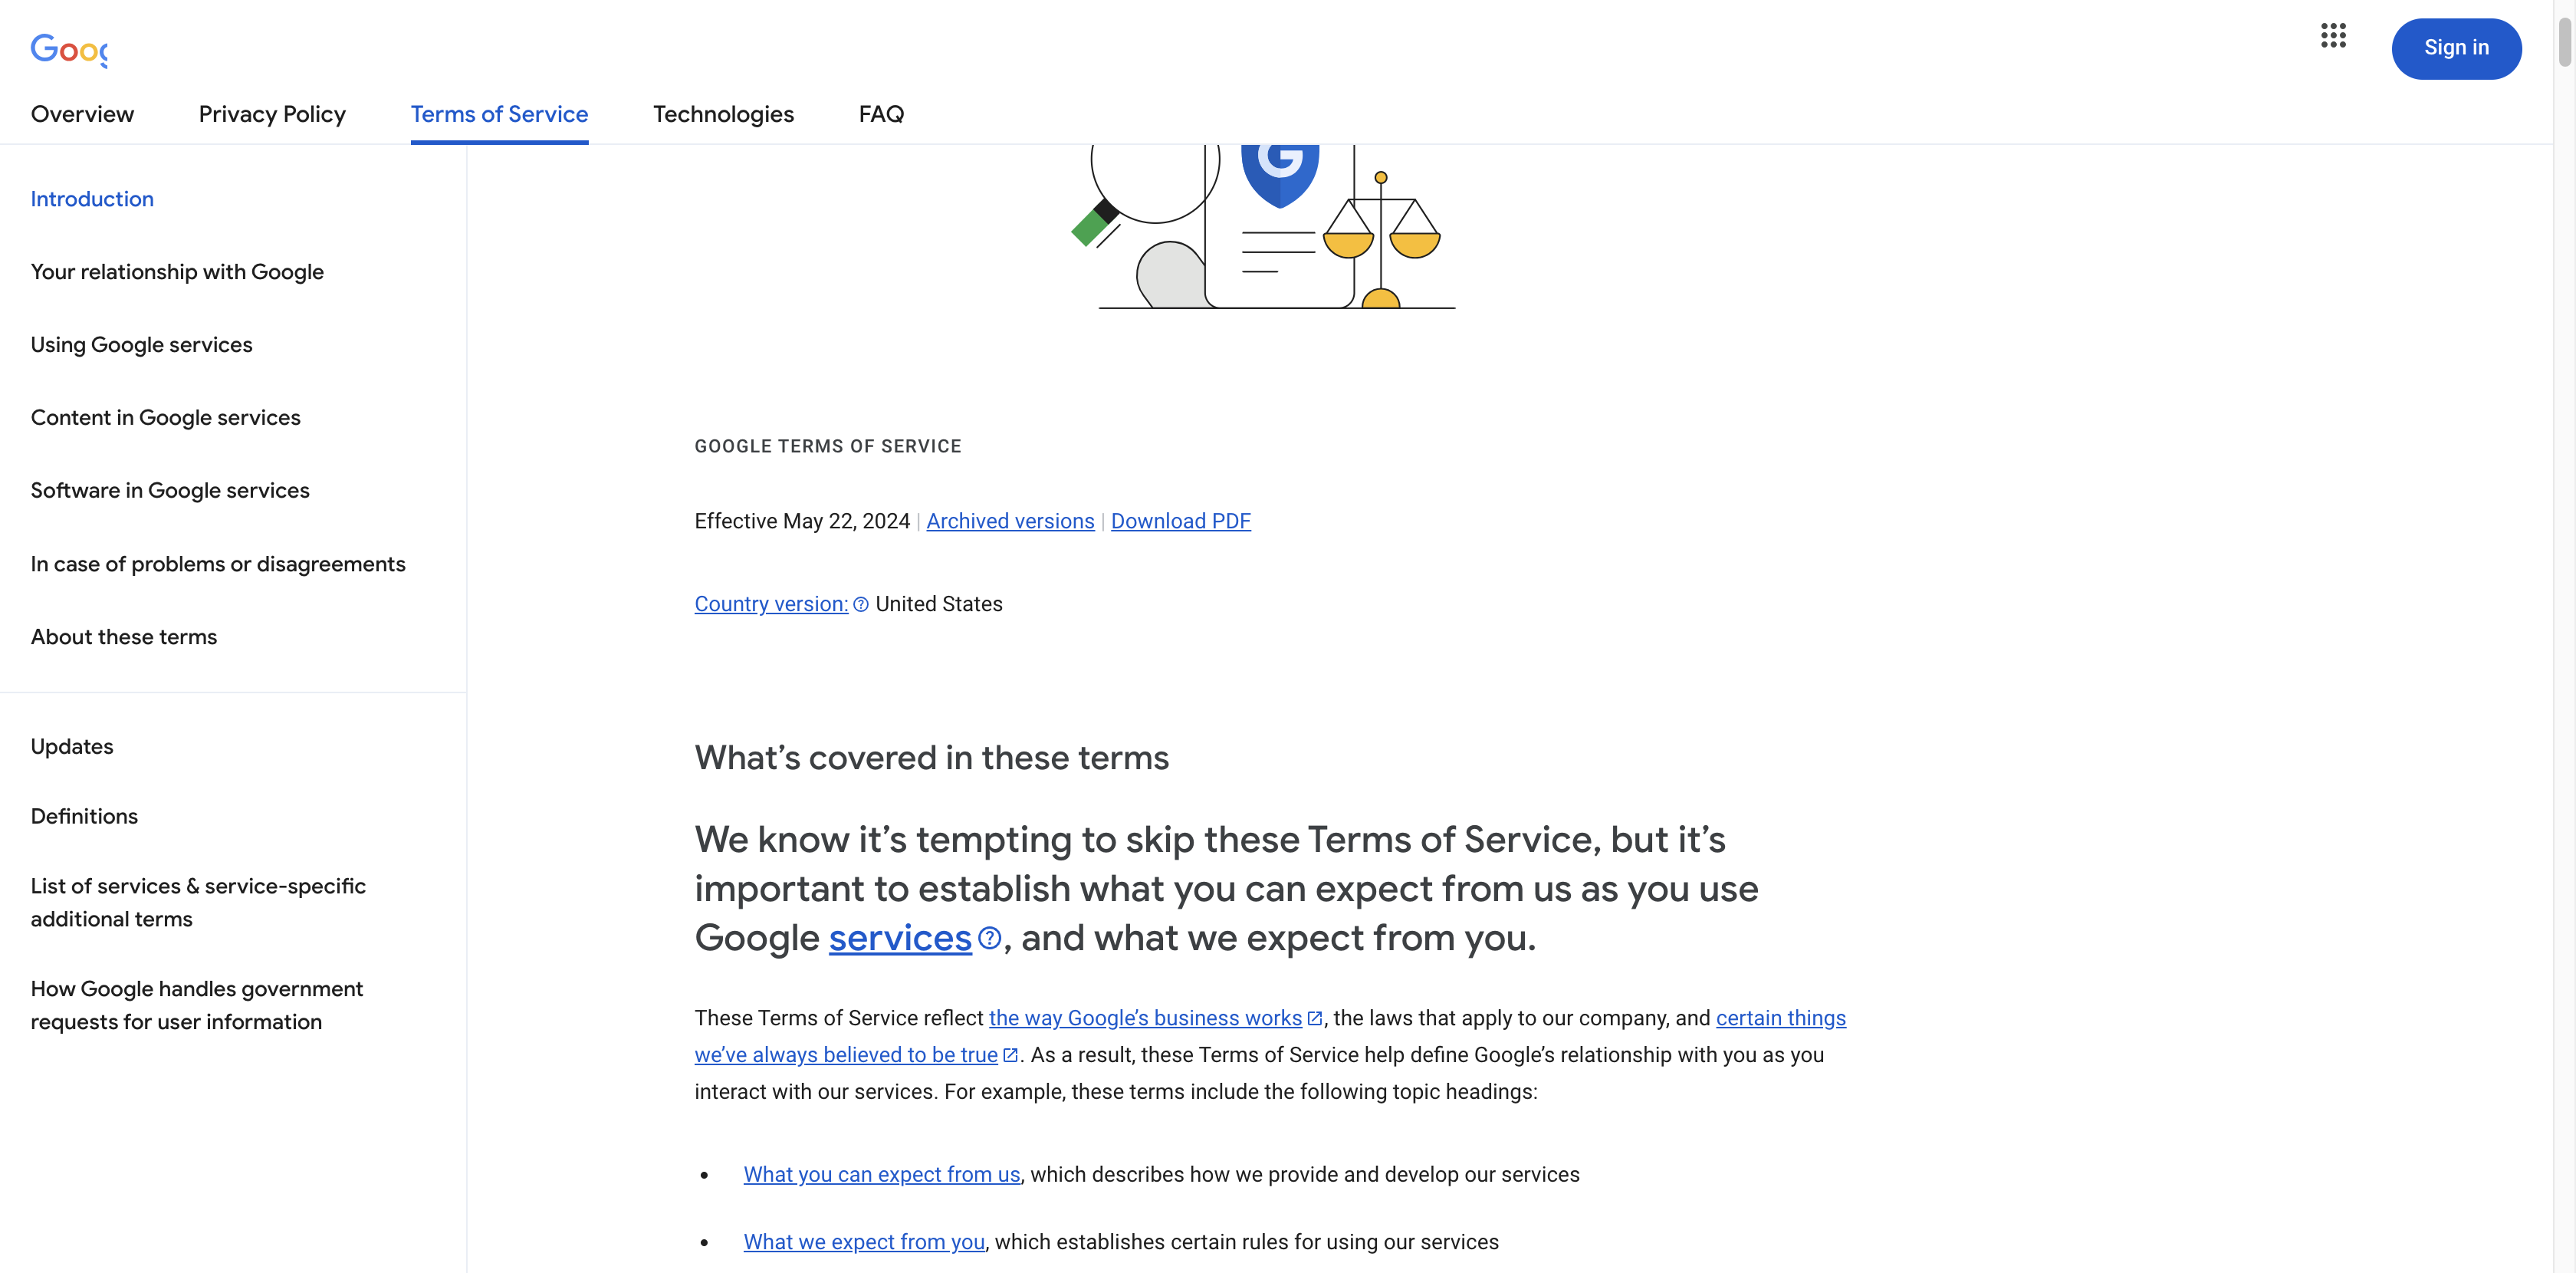 Goog
Sign in
Overview
Privacy Policy
Terms of Service
Technologies
FAQ
Introduction
Your relationship with Google
Using Google services
Content in Google services
Software in Google services
In case of problems or disagreements
About these terms
Updates
Definitions
List of services & service-specific
additional terms
How Google handles government
requests for user information
G
GOOGLE TERMS OF SERVICE
Effective May 22, 2024 | Archived versions | Download PDF
Country version: United States
What’s covered in these terms
We know it’s tempting to skip these Terms of Service, but it’s
important to establish what you can expect from us as you use
Google services, and what we expect from you.
These Terms of Service reflect the way Google’s business works, the laws that apply to our company, and certain things
we’ve always believed to be true. As a result, these Terms of Service help define Google’s relationship with you as you
interact with our services. For example, these terms include the following topic headings:
• What you can expect from us, which describes how we provide and develop our services
• What we expect from you, which establishes certain rules for using our services